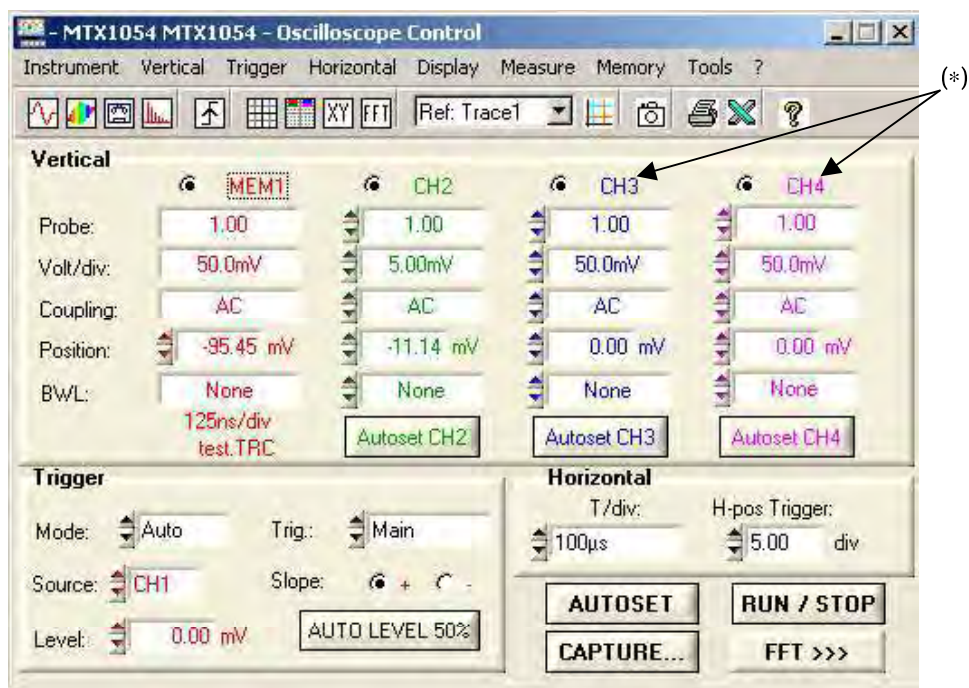 - MTX1054 MTX1054 - Oscilloscope Control
Instrument Vertical Trigger Horizontal Display Measure Memory Tools ?
XY FFT Ref: Trace1 ?
(*)
Vertical
MEM1 CH2 CH3 CH4
Probe: 1.00 1.00 1.00 1.00
Volt/div: 50.0mV 5.00mV 50.0mV 50.0mV
Coupling: AC AC AC AC
Position: -95.45 mV -11.14 mV 0.00 mV 0.00 mV
BWL: None None None None
125ns/div
test.TRC Autoset CH2 Autoset CH3 Autoset CH4
Trigger
Mode: Auto Trig.: Main
Source: CH1 Slope: + -
Level: 0.00 mV AUTO LEVEL 50%
Horizontal
T/div: H-pos Trigger:
100µs 5.00 div
AUTOSET RUN / STOP
CAPTURE... FFT >>>